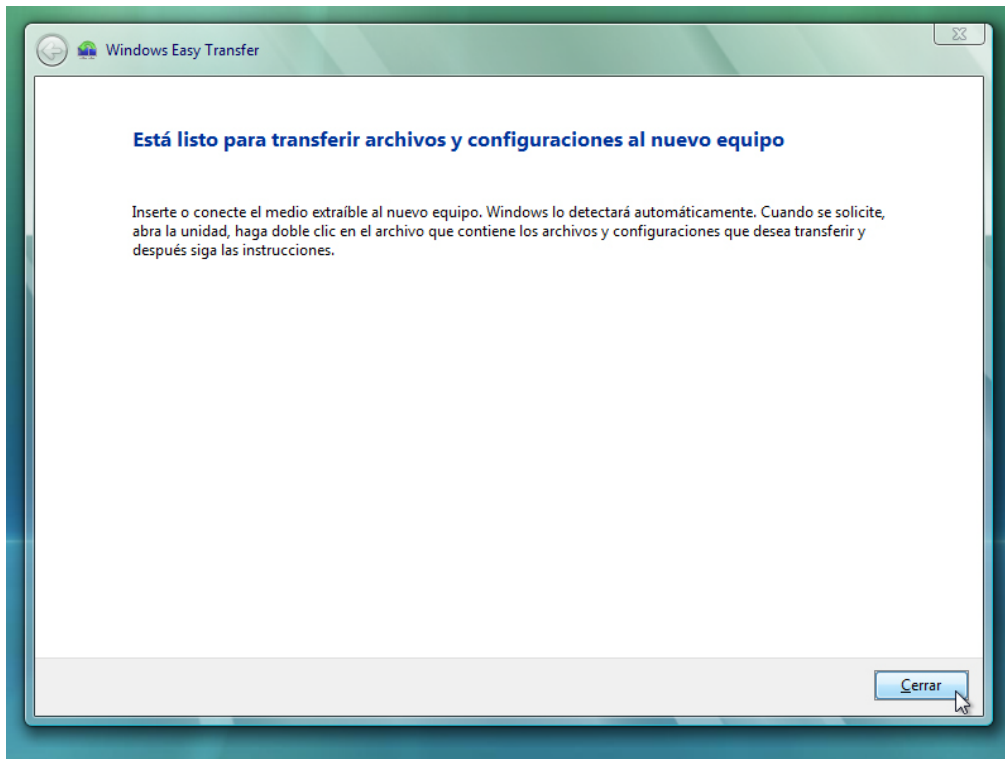 Windows Easy Transfer
Está listo para transferir archivos y configuraciones al nuevo equipo
Inserte o conecte el medio extraíble al nuevo equipo. Windows lo detectará automáticamente. Cuando se solicite,
abra la unidad, haga doble clic en el archivo que contiene los archivos y configuraciones que desea transferir y
después siga las instrucciones.
Cerrar